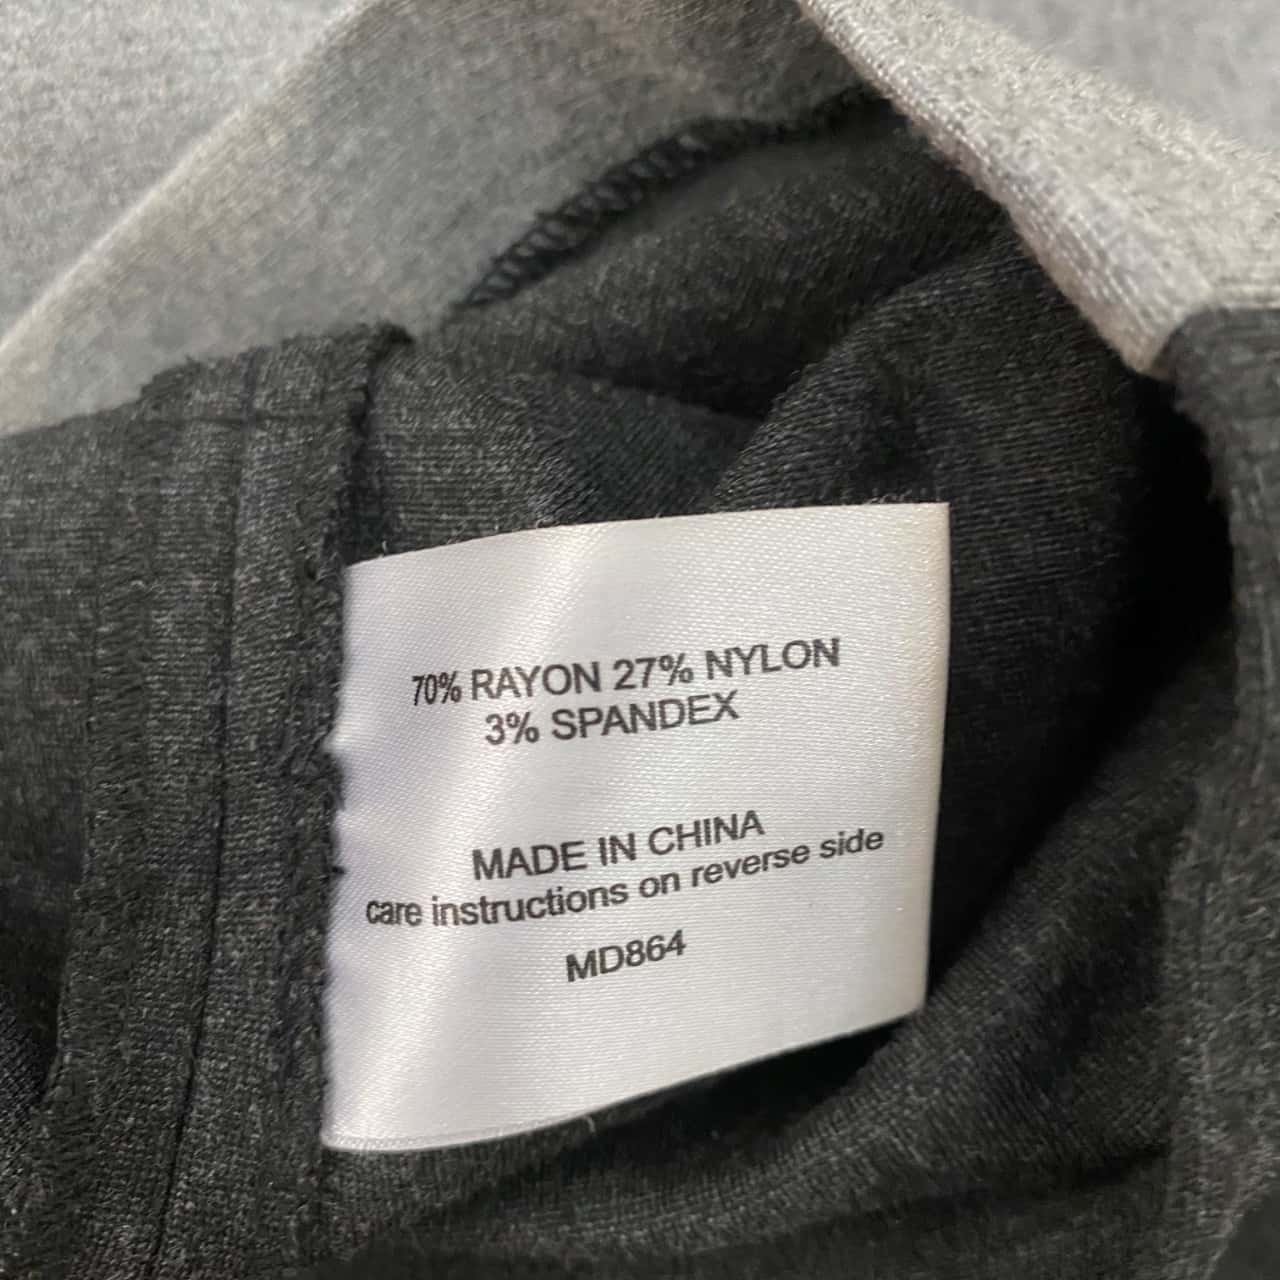 70% RAYON 27% NYLON
3% SPANDEX
MADE IN CHINA
care instructions on reverse side
MD864